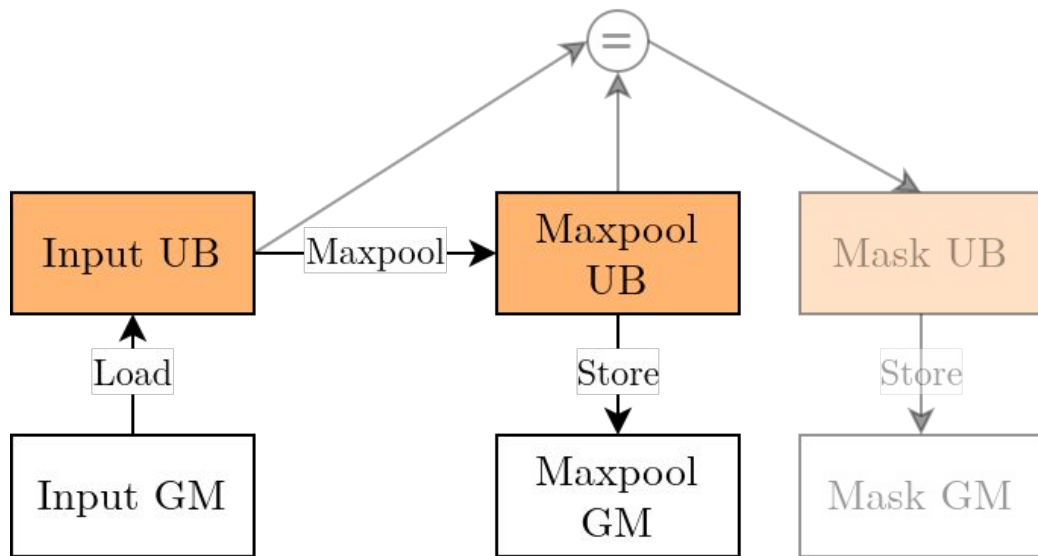 =
Input UB
Maxpool
Maxpool
UB
Mask UB
Load
Store
Store
Input GM
Maxpool
GM
Mask GM